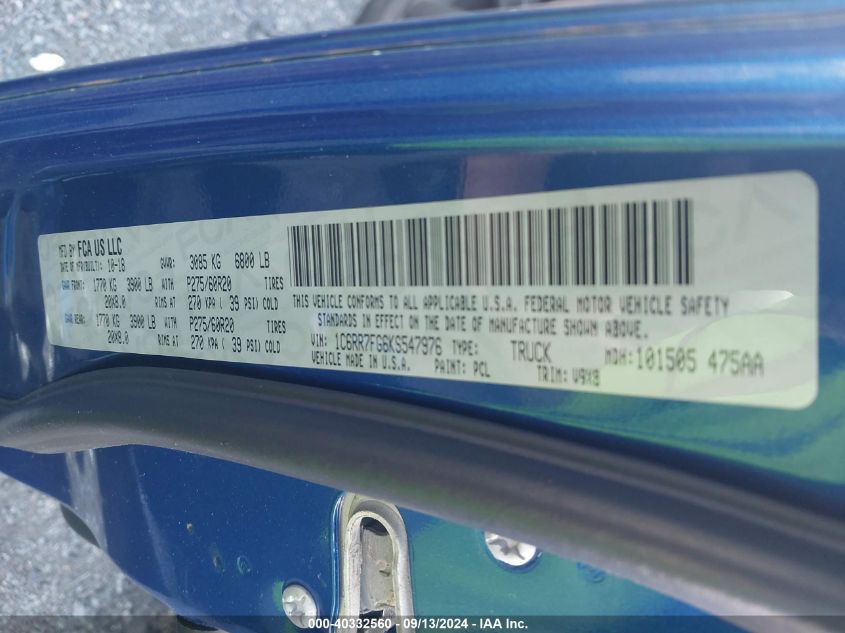 MFD BY FCA US LLC
DATE OF MFR(BUILT): 10-18 GVWR: 3085 KG 6800 LB
GAWR FRONT: 1770 KG 3900 LB WITH P275/60R20 TIRES
20X8.0 RIMS AT 270 KPA ( 39 PSI) COLD
GAWR REAR: 1770 KG 3900 LB WITH P275/60R20 TIRES
20X8.0 RIMS AT 270 KPA ( 39 PSI) COLD
THIS VEHICLE CONFORMS TO ALL APPLICABLE U.S.A. FEDERAL MOTOR VEHICLE SAFETY
STANDARDS IN EFFECT ON THE DATE OF MANUFACTURE SHOWN ABOVE.
VIN: 1C6RR7FG6KS547976 TYPE: TRUCK MDH:101505 475AA
VEHICLE MADE IN U.S.A. PAINT: PCL TRIM: V9X9
000-40332560 - 09/13/2024 - IAA Inc.